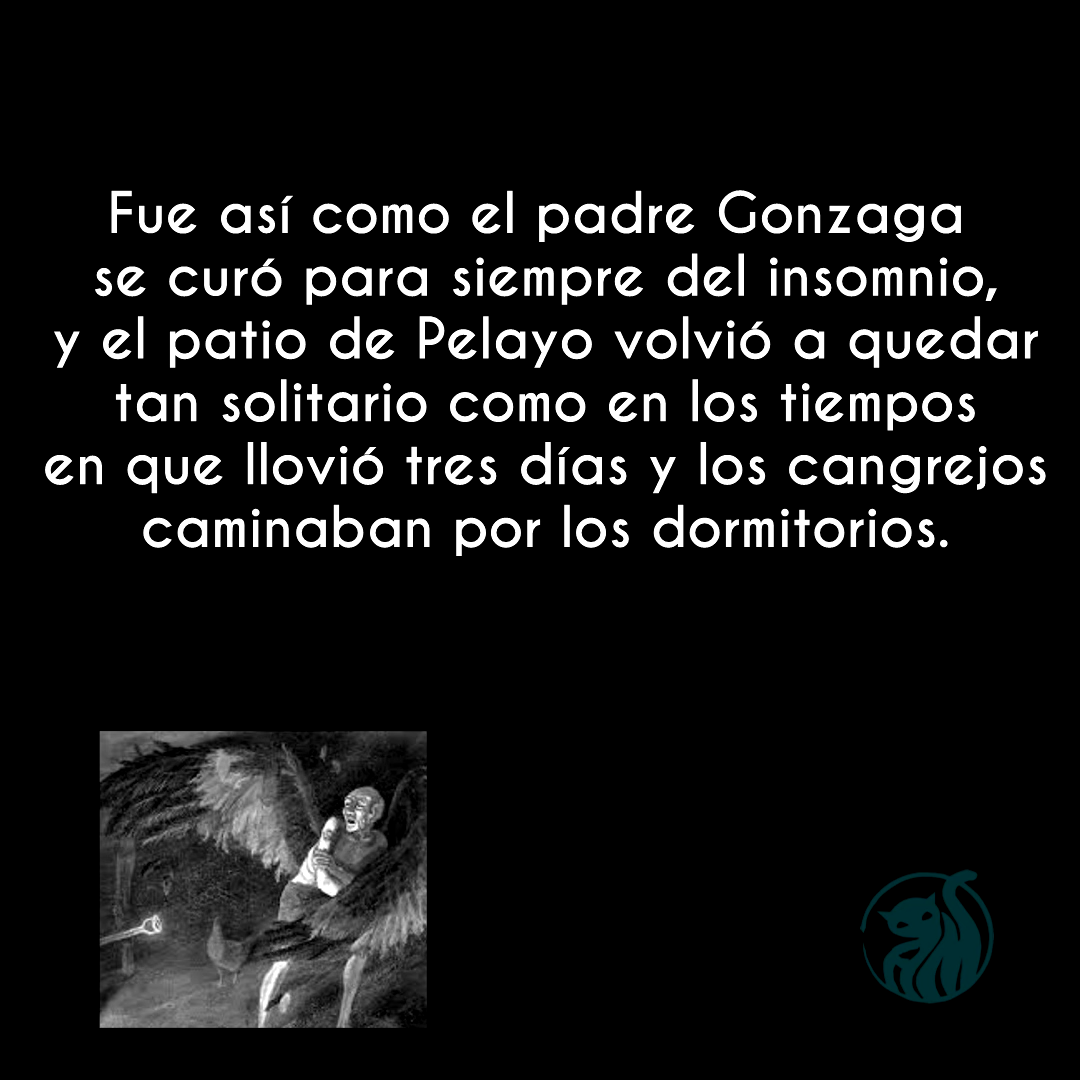 Fue así como el padre Gonzaga
se curó para siempre del insomnio,
y el patio de Pelayo volvió a quedar
tan solitario como en los tiempos
en que llovió tres días y los cangrejos
caminaban por los dormitorios.